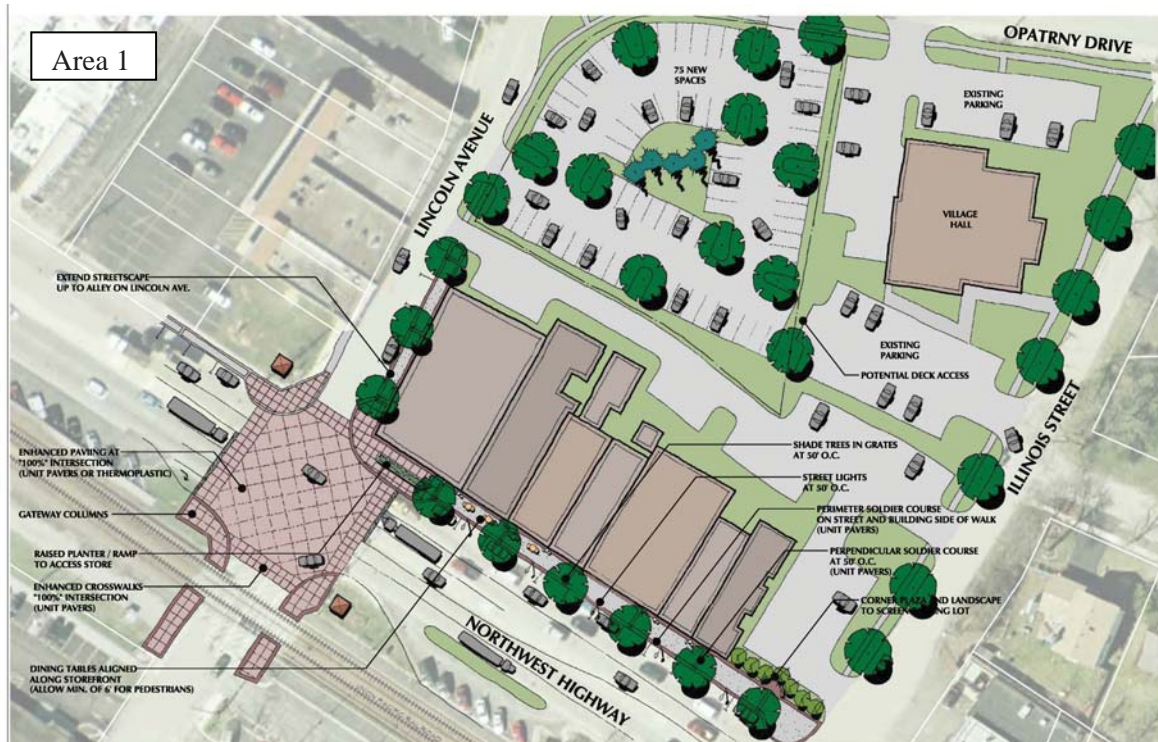 Area 1
OPATRNY DRIVE
75 NEW
SPACES
EXISTING
PARKING
LINCOLN AVENUE
VILLAGE
HALL
EXTEND STREETSCAPE
UP TO ALLEY ON LINCOLN AVE.
EXISTING
PARKING
POTENTIAL DECK ACCESS
ILLINOIS STREET
SHADE TREES IN GRATES
AT 50' O.C.
STREET LIGHTS
AT 50' O.C.
PERIMETER SOLDIER COURSE
ON STREET AND BUILDING SIDE OF WALK
(UNIT PAVERS)
PERPENDICULAR SOLDIER COURSE
AT 50' O.C.
(UNIT PAVERS)
CORNER PLAZA AND LANDSCAPE
TO SCREEN LOT
ENHANCED PAVIING AT
"100%" INTERSECTION
(UNIT PAVERS OR THERMOPLASTIC)
GATEWAY COLUMNS
RAISED PLANTER / RAMP
TO ACCESS STORE
ENHANCED CROSSWALKS
"100%" INTERSECTION
(UNIT PAVERS)
DINING TABLES ALIGNED
ALONG STOREFRONT
(ALLOW MIN. OF 6' FOR PEDESTRIANS)
NORTHWEST HIGHWAY